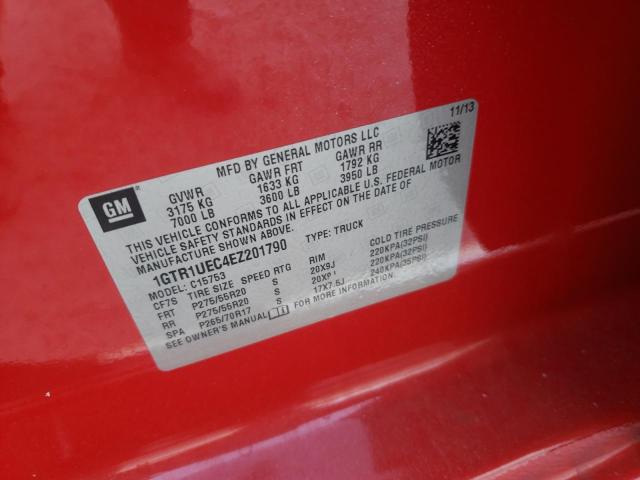 11/13
MFD BY GENERAL MOTORS LLC
GM
GVWR GAWR FRT GAWR RR
3175 KG 1633 KG 1792 KG
7000 LB 3600 LB 3950 LB
THIS VEHICLE CONFORMS TO ALL APPLICABLE U.S. FEDERAL MOTOR
VEHICLE SAFETY STANDARDS IN EFFECT ON THE DATE OF
MANUFACTURE SHOWN ABOVE.
1GTR1UEC4EZ201790 TYPE: TRUCK
MODEL: C15753
CF7S TIRE SIZE SPEED RTG RIM COLD TIRE PRESSURE
FRT P275/55R20 S 20X9J 220KPA(32PSI)
RR P275/55R20 S 20X9 220KPA(32PSI)
SPA P265/70R17 S 17X7.5J 240KPA(35PSI)
SEE OWNER'S MANUAL FOR MORE INFORMATION.